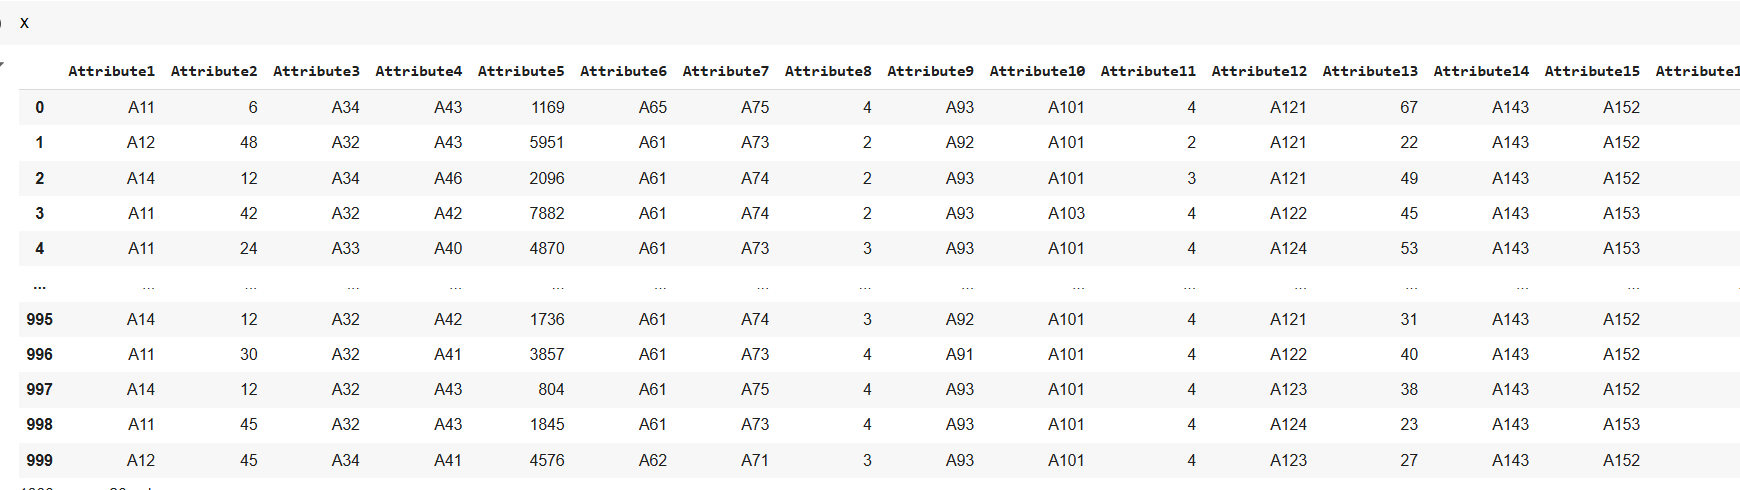 X
Attribute1 Attribute2 Attribute3 Attribute4 Attribute5 Attribute6 Attribute7 Attribute8 Attribute9 Attribute10 Attribute11 Attribute12 Attribute13 Attribute14 Attribute15
0 A11 6 A34 A43 1169 A65 A75 4 A93 A101 4 A121 67 A143 A152
1 A12 48 A32 A43 5951 A61 A73 2 A92 A101 2 A121 22 A143 A152
2 A14 12 A34 A46 2096 A61 A74 2 A93 A101 3 A121 49 A143 A152
3 A11 42 A32 A42 7882 A61 A74 2 A93 A103 4 A122 45 A143 A153
4 A11 24 A33 A40 4870 A61 A73 3 A93 A101 4 A124 53 A143 A153
... ... ... ... ... ... ... ... ... ... ... ... ... ... ... ...
995 A14 12 A32 A42 1736 A61 A74 3 A92 A101 4 A121 31 A143 A152
996 A11 30 A32 A41 3857 A61 A73 4 A91 A101 4 A122 40 A143 A152
997 A14 12 A32 A43 804 A61 A75 4 A93 A101 4 A123 38 A143 A152
998 A11 45 A32 A43 1845 A61 A73 4 A93 A101 4 A124 23 A143 A153
999 A12 45 A34 A41 4576 A62 A71 3 A93 A101 4 A123 27 A143 A152